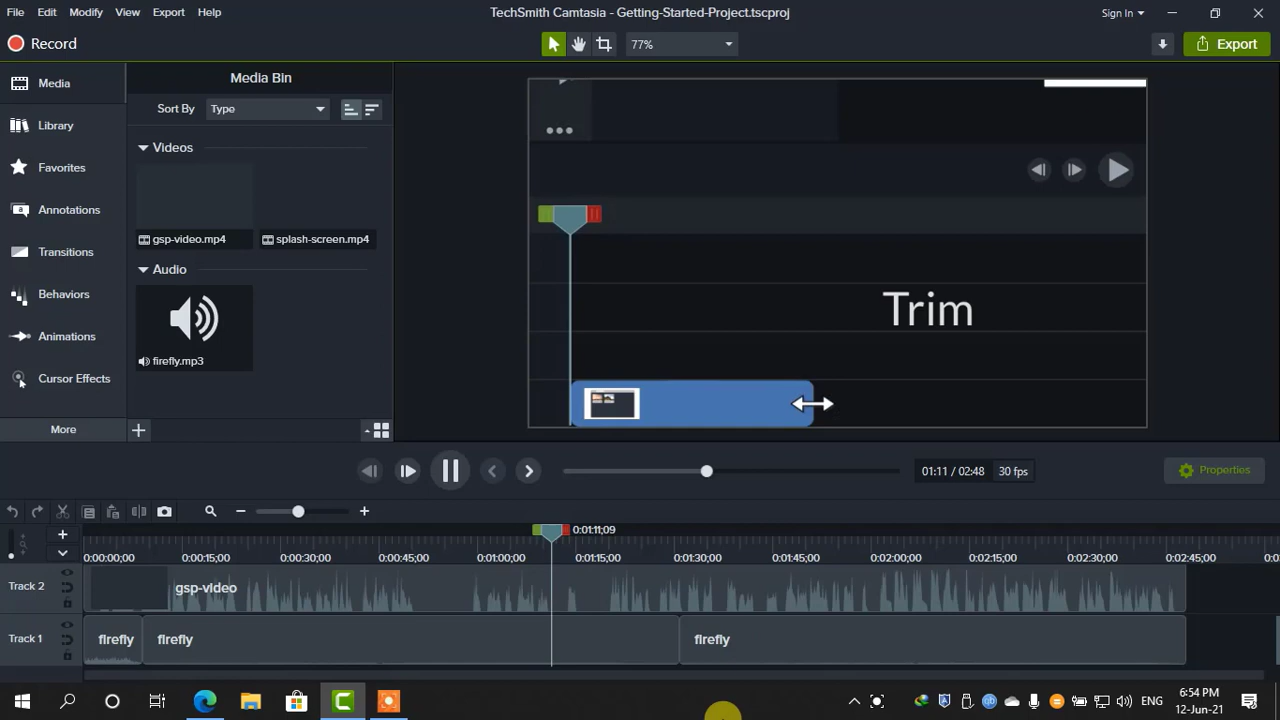 File Edit Modify View Export Help
TechSmith Camtasia - Getting-Started-Project.tscproj
Sign In
Record
77%
Export
Media
Library
Favorites
Annotations
Transitions
Behaviors
Animations
Cursor Effects
More
Media Bin
Sort By Type
Videos
gsp-video.mp4 splash-screen.mp4
Audio
firefly.mp3
Trim
01:11 / 02:48 30 fps
Properties
0:01:11;09
0:00:00;00 0:00:15;00 0:00:30;00 0:00:45;00 0:01:00;00 0:01:15;00 0:01:30;00 0:01:45;00 0:02:00;00 0:02:15;00 0:02:30;00 0:02:45;00
Track 2
gsp-video
Track 1
firefly firefly firefly
ENG
6:54 PM
12-Jun-21